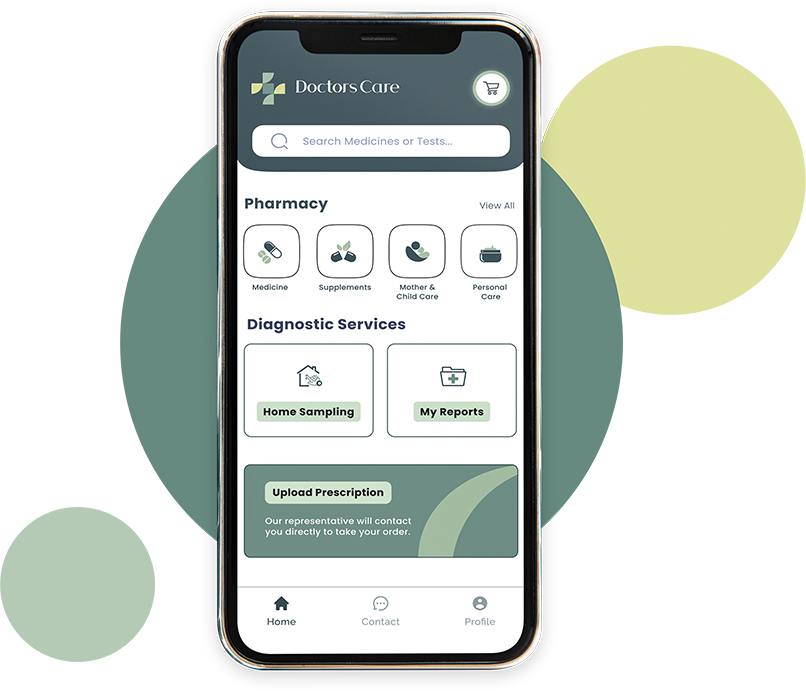 Doctors Care
Search Medicines or Tests...
Pharmacy
View All
Medicine
Supplements
Mother &
Child Care
Personal
Care
Diagnostic Services
Home Sampling
My Reports
Upload Prescription
Our representative will contact
you directly to take your order.
Home
Contact
Profile